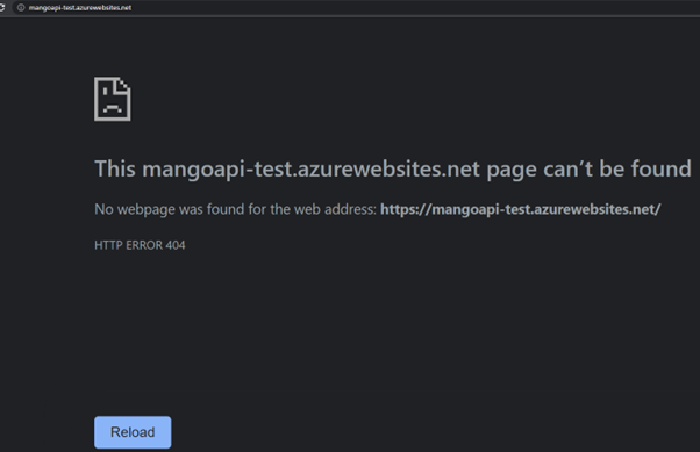 mangoapi-test.azurewebsites.net
This mangoapi-test.azurewebsites.net page can’t be found
No webpage was found for the web address: https://mangoapi-test.azurewebsites.net/
HTTP ERROR 404
Reload